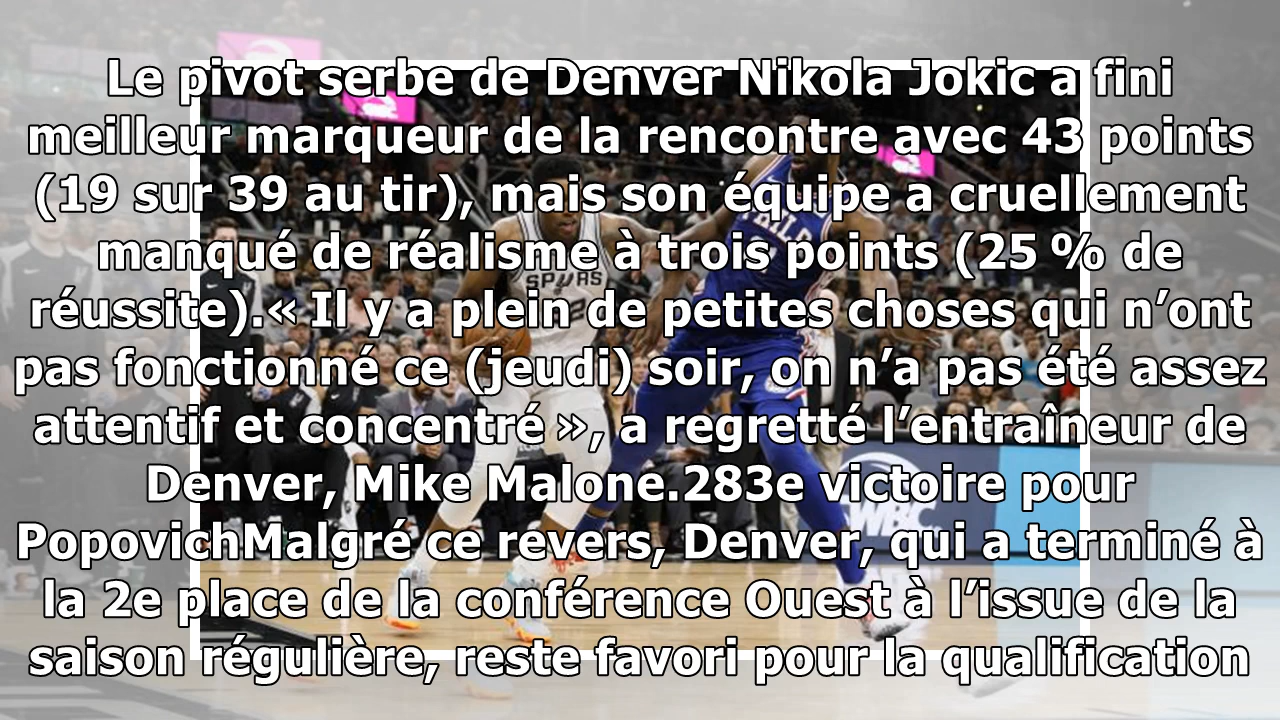 Le pivot serbe de Denver Nikola Jokic a fini
meilleur marqueur de la rencontre avec 43 points
(19 sur 39 au tir), mais son équipe a cruellement
manqué de réalisme à trois points (25 % de
réussite).« Il y a plein de petites choses qui n’ont
pas fonctionné ce (jeudi) soir, on n’a pas été assez
attentif et concentré », a regretté l’entraîneur de
Denver, Mike Malone.283e victoire pour
PopovichMalgré ce revers, Denver, qui a terminé à
la 2e place de la conférence Ouest à l’issue de la
saison régulière, reste favori pour la qualification
SPURS
WBC